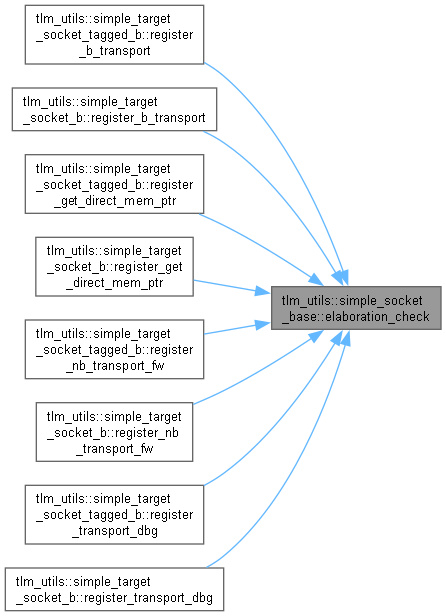 tlm_utils::simple_target
_socket_tagged_b::register
_b_transport
tlm_utils::simple_target
_socket_b::register_b_transport
tlm_utils::simple_target
_socket_tagged_b::register
_get_direct_mem_ptr
tlm_utils::simple_target
_socket_b::register_get
_direct_mem_ptr
tlm_utils::simple_socket
_base::elaboration_check
tlm_utils::simple_target
_socket_tagged_b::register
_nb_transport_fw
tlm_utils::simple_target
_socket_b::register_nb
_transport_fw
tlm_utils::simple_target
_socket_tagged_b::register
_transport_dbg
tlm_utils::simple_target
_socket_b::register_transport_dbg